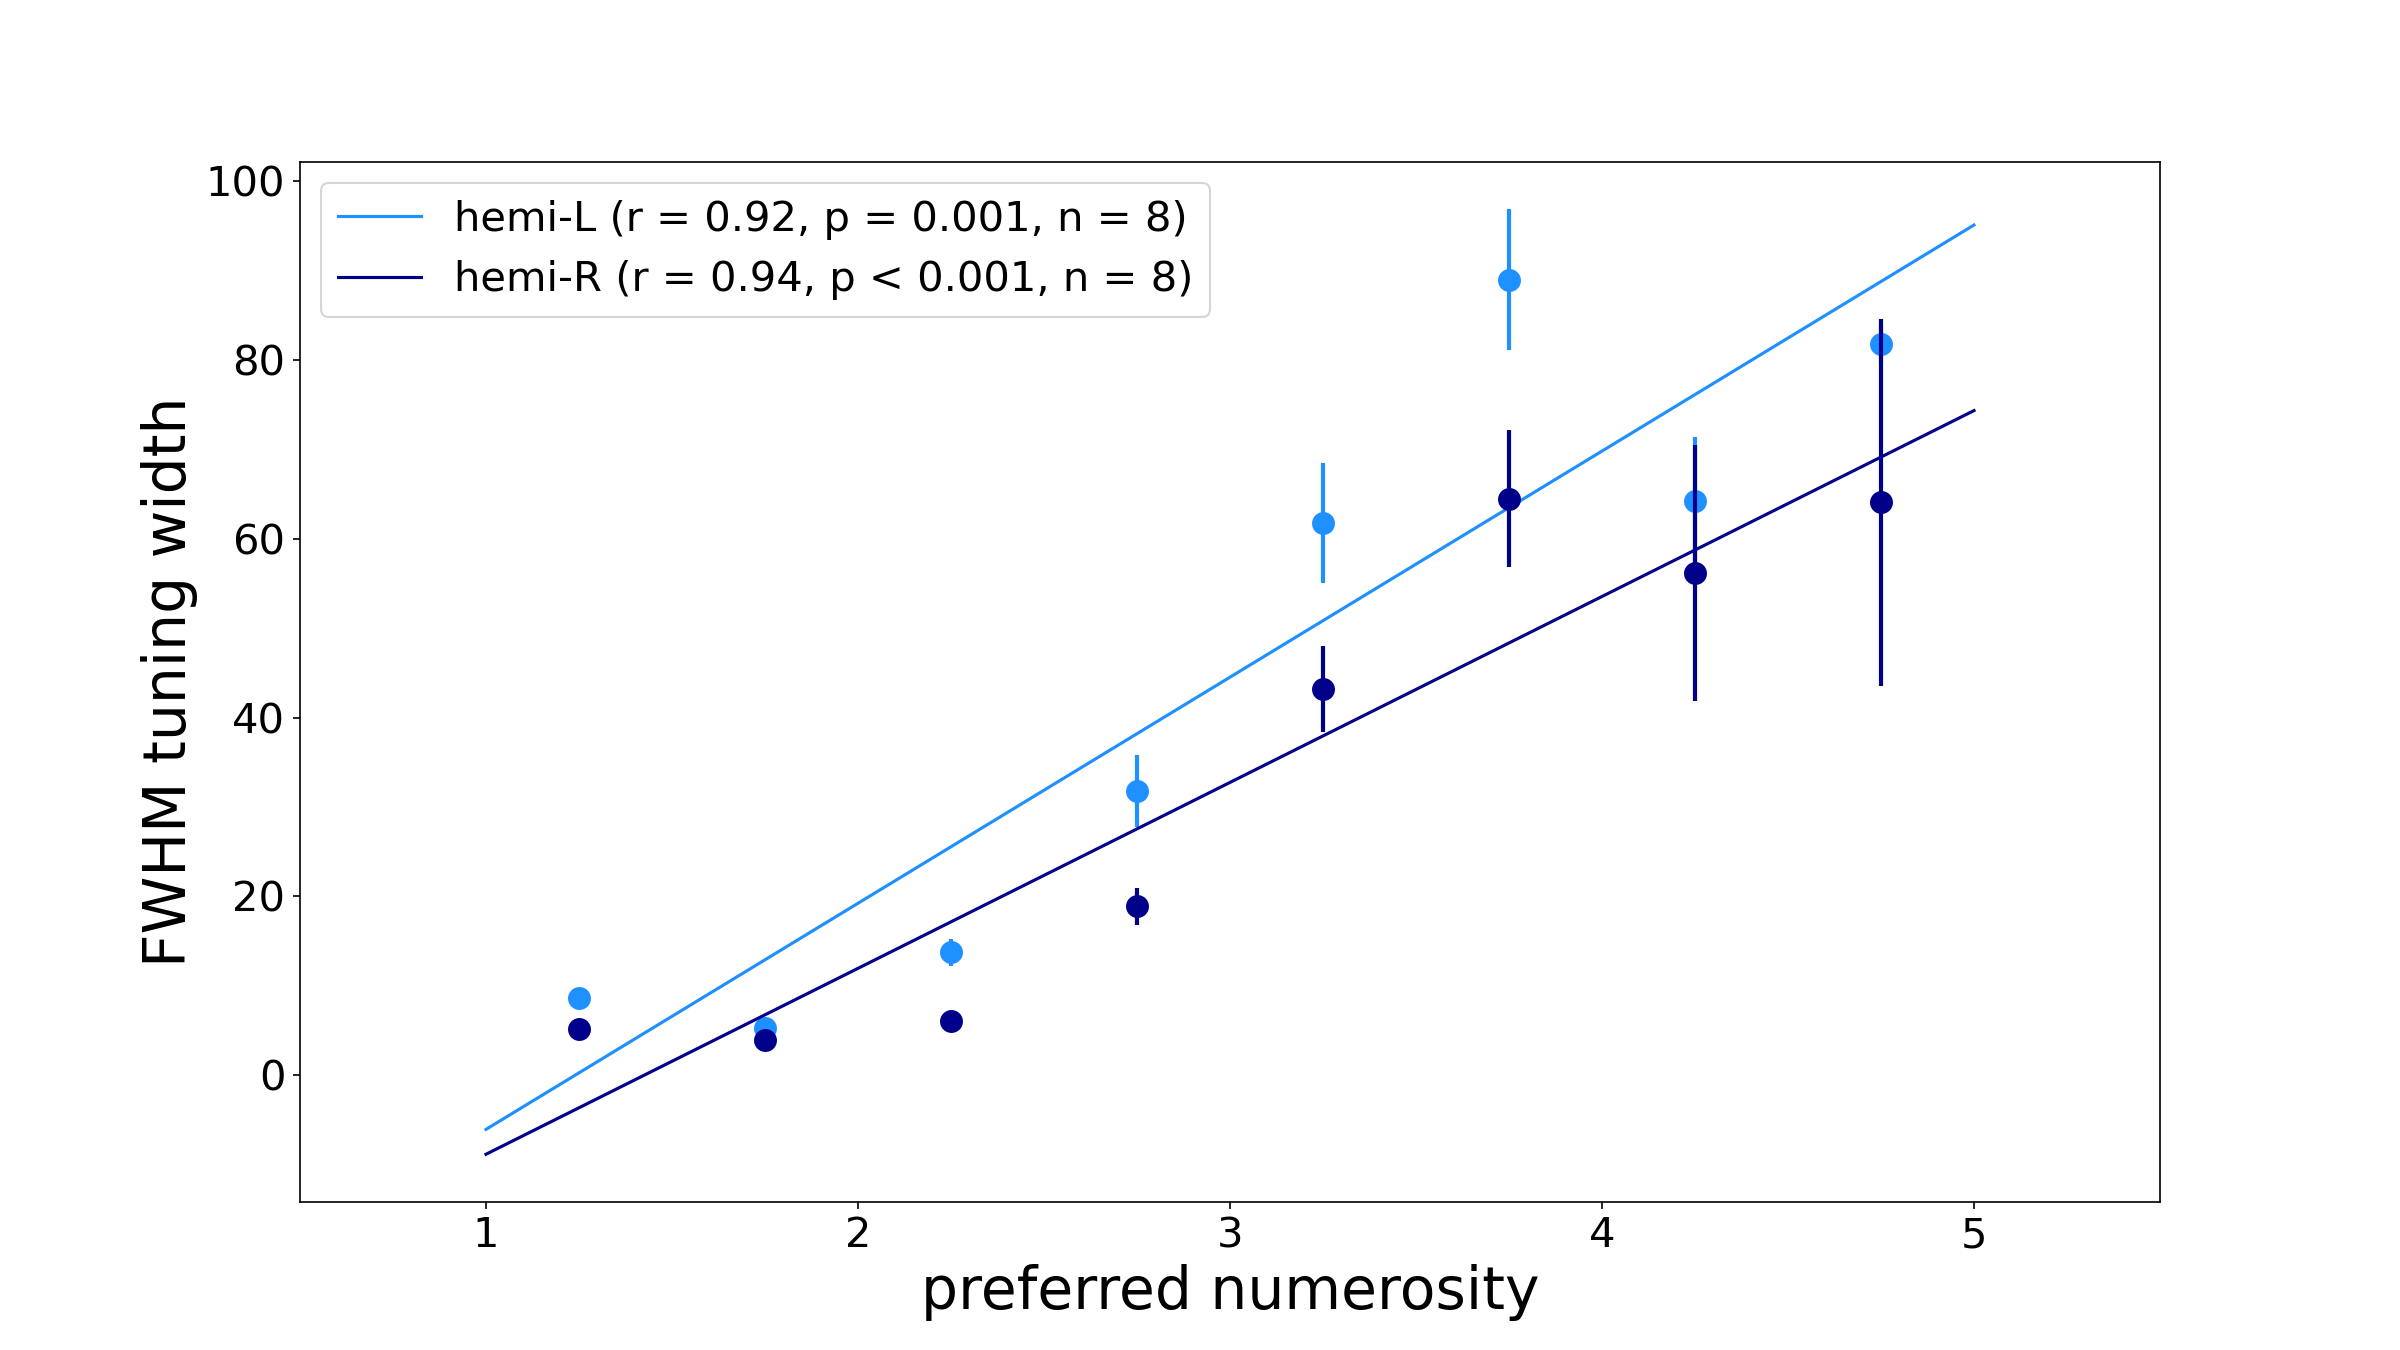 100
80
60
40
20
0
FWHM tuning width
hemi-L (r = 0.92, p = 0.001, n = 8)
hemi-R (r = 0.94, p < 0.001, n = 8)
1 2 3 4 5
preferred numerosity